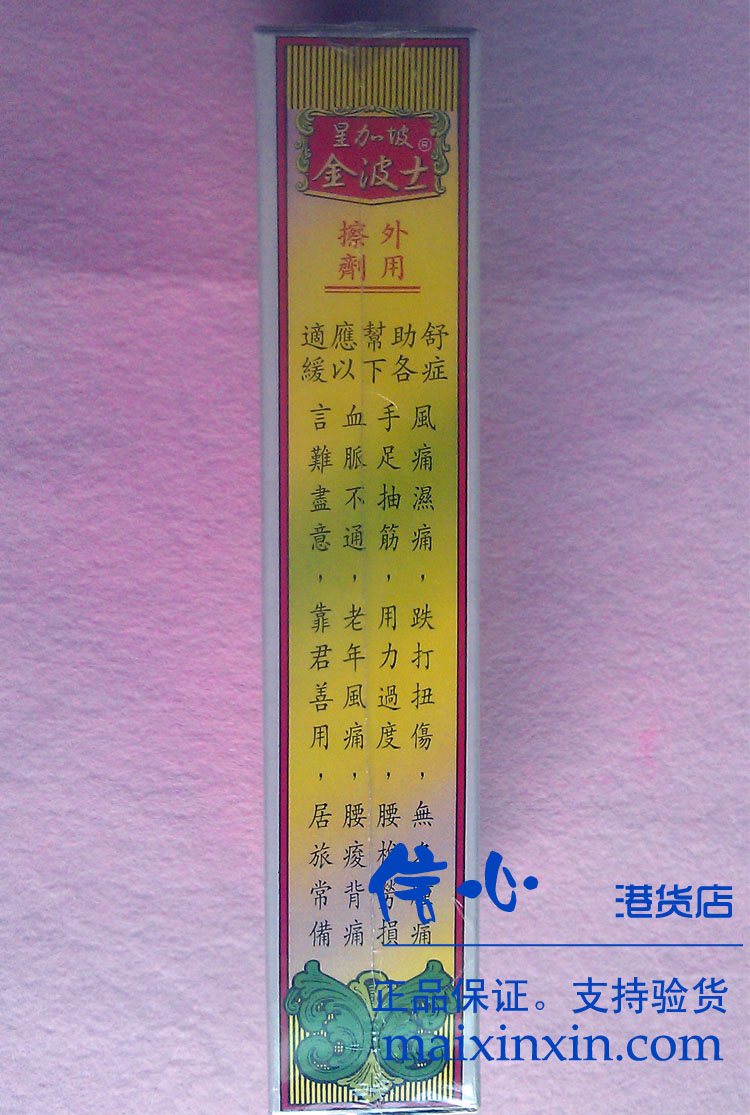 星加坡®
金波士
外用
擦劑
適應幫助舒
緩以下各症
風痛濕痛，跌打扭傷，無痛
手足抽筋，用力過度，腰勞損
血脈不通，老年風痛，腰痠背痛
言難盡意，靠君善用，居旅常備
信心 港货店
正品保证。支持验货
maixinxin.com